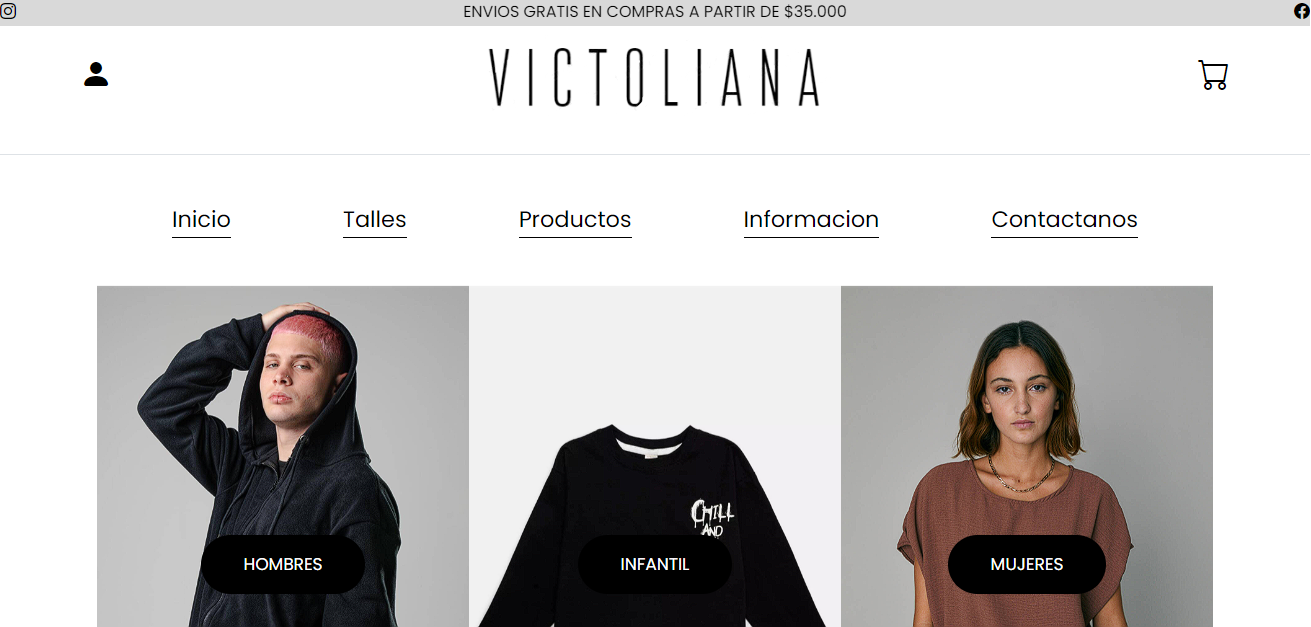 ENVIOS GRATIS EN COMPRAS A PARTIR DE $35.000
VICTOLIANA
Inicio Talles Productos Informacion Contactanos
CHILL
AND
HOMBRES INFANTIL MUJERES